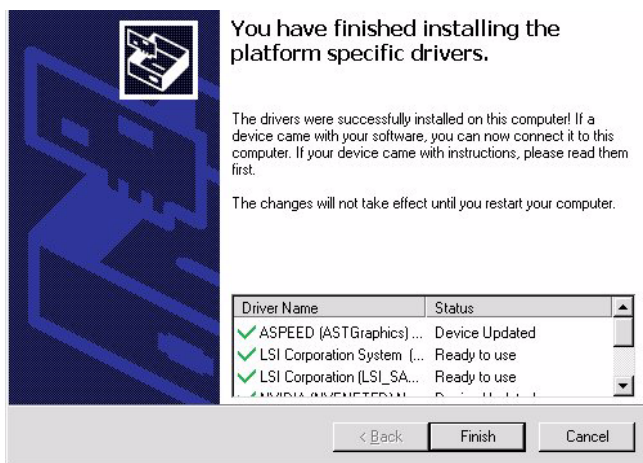 You have finished installing the
platform specific drivers.
The drivers were successfully installed on this computer! If a
device came with your software, you can now connect it to this
computer. If your device came with instructions, please read them
first.
The changes will not take effect until you restart your computer.
Driver Name Status
ASPEED (ASTGraphics) ... Device Updated
LSI Corporation System (... Ready to use
LSI Corporation (LSI_SA... Ready to use
< Back Finish Cancel